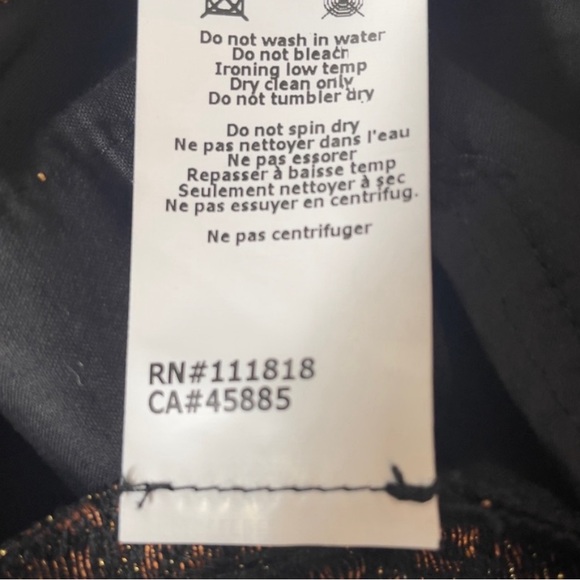 Do not wash in water
Do not bleach
Ironing low temp
Dry clean only
Do not tumbler dry
Do not spin dry
Ne pas nettoyer dans l'eau
Ne pas essorer
Repasser à baisse temp
Seulement nettoyer à sec
Ne pas essuyer en centrifug.
Ne pas centrifuger
RN#111818
CA#45885